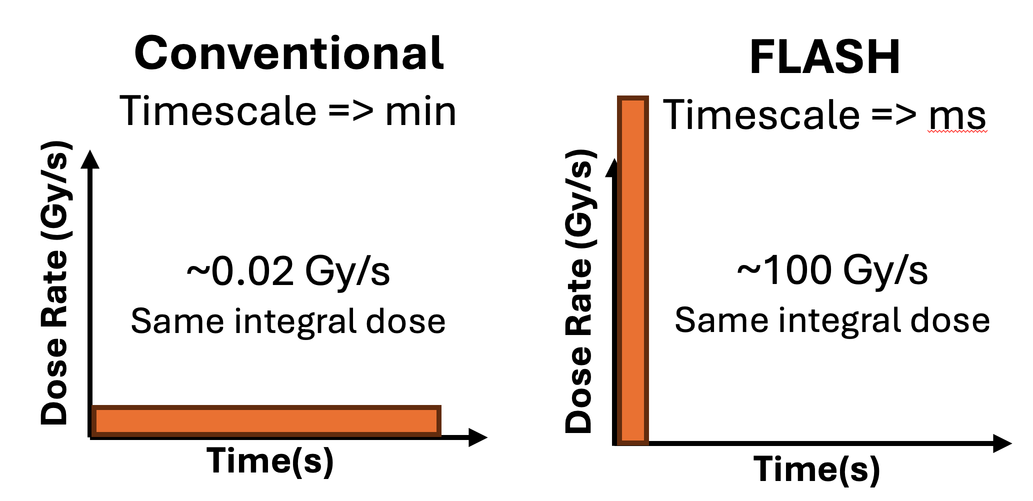 Conventional
Timescale => min
Dose Rate (Gy/s)
~0.02 Gy/s
Same integral dose
Time(s)
FLASH
Timescale => ms
Dose Rate (Gy/s)
~100 Gy/s
Same integral dose
Time(s)